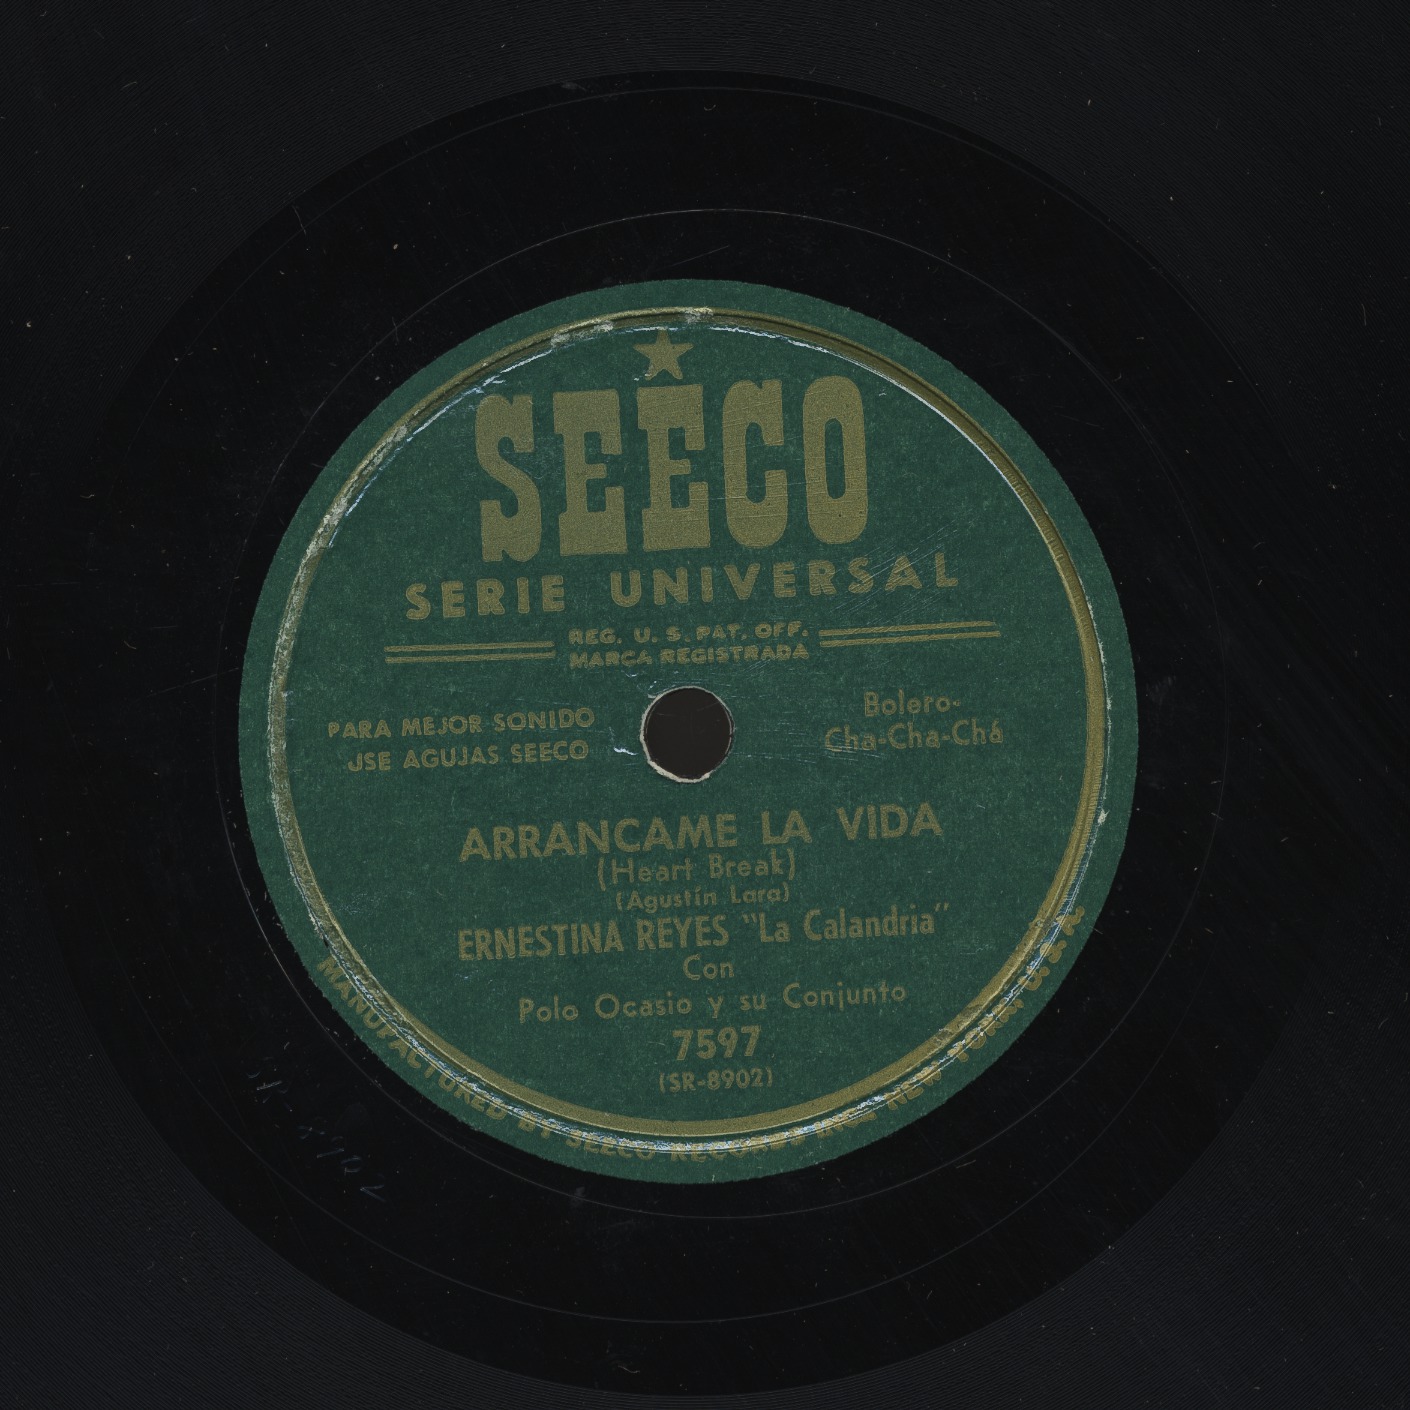 SEECO
SERIE UNIVERSAL
REG. U. S. PAT. OFF.
MARCA REGISTRADA
PARA MEJOR SONIDO
USE AGUJAS SEECO
Bolero-
Cha-Cha-Chá
ARRANCAME LA VIDA
(Heart Break)
(Agustín Lara)
ERNESTINA REYES "La Calandria"
Con
Polo Ocasio y su Conjunto
7597
(SR-8902)
MANUFACTURED BY SEECO RECORDS INC. NEW YORK, U. S. A.